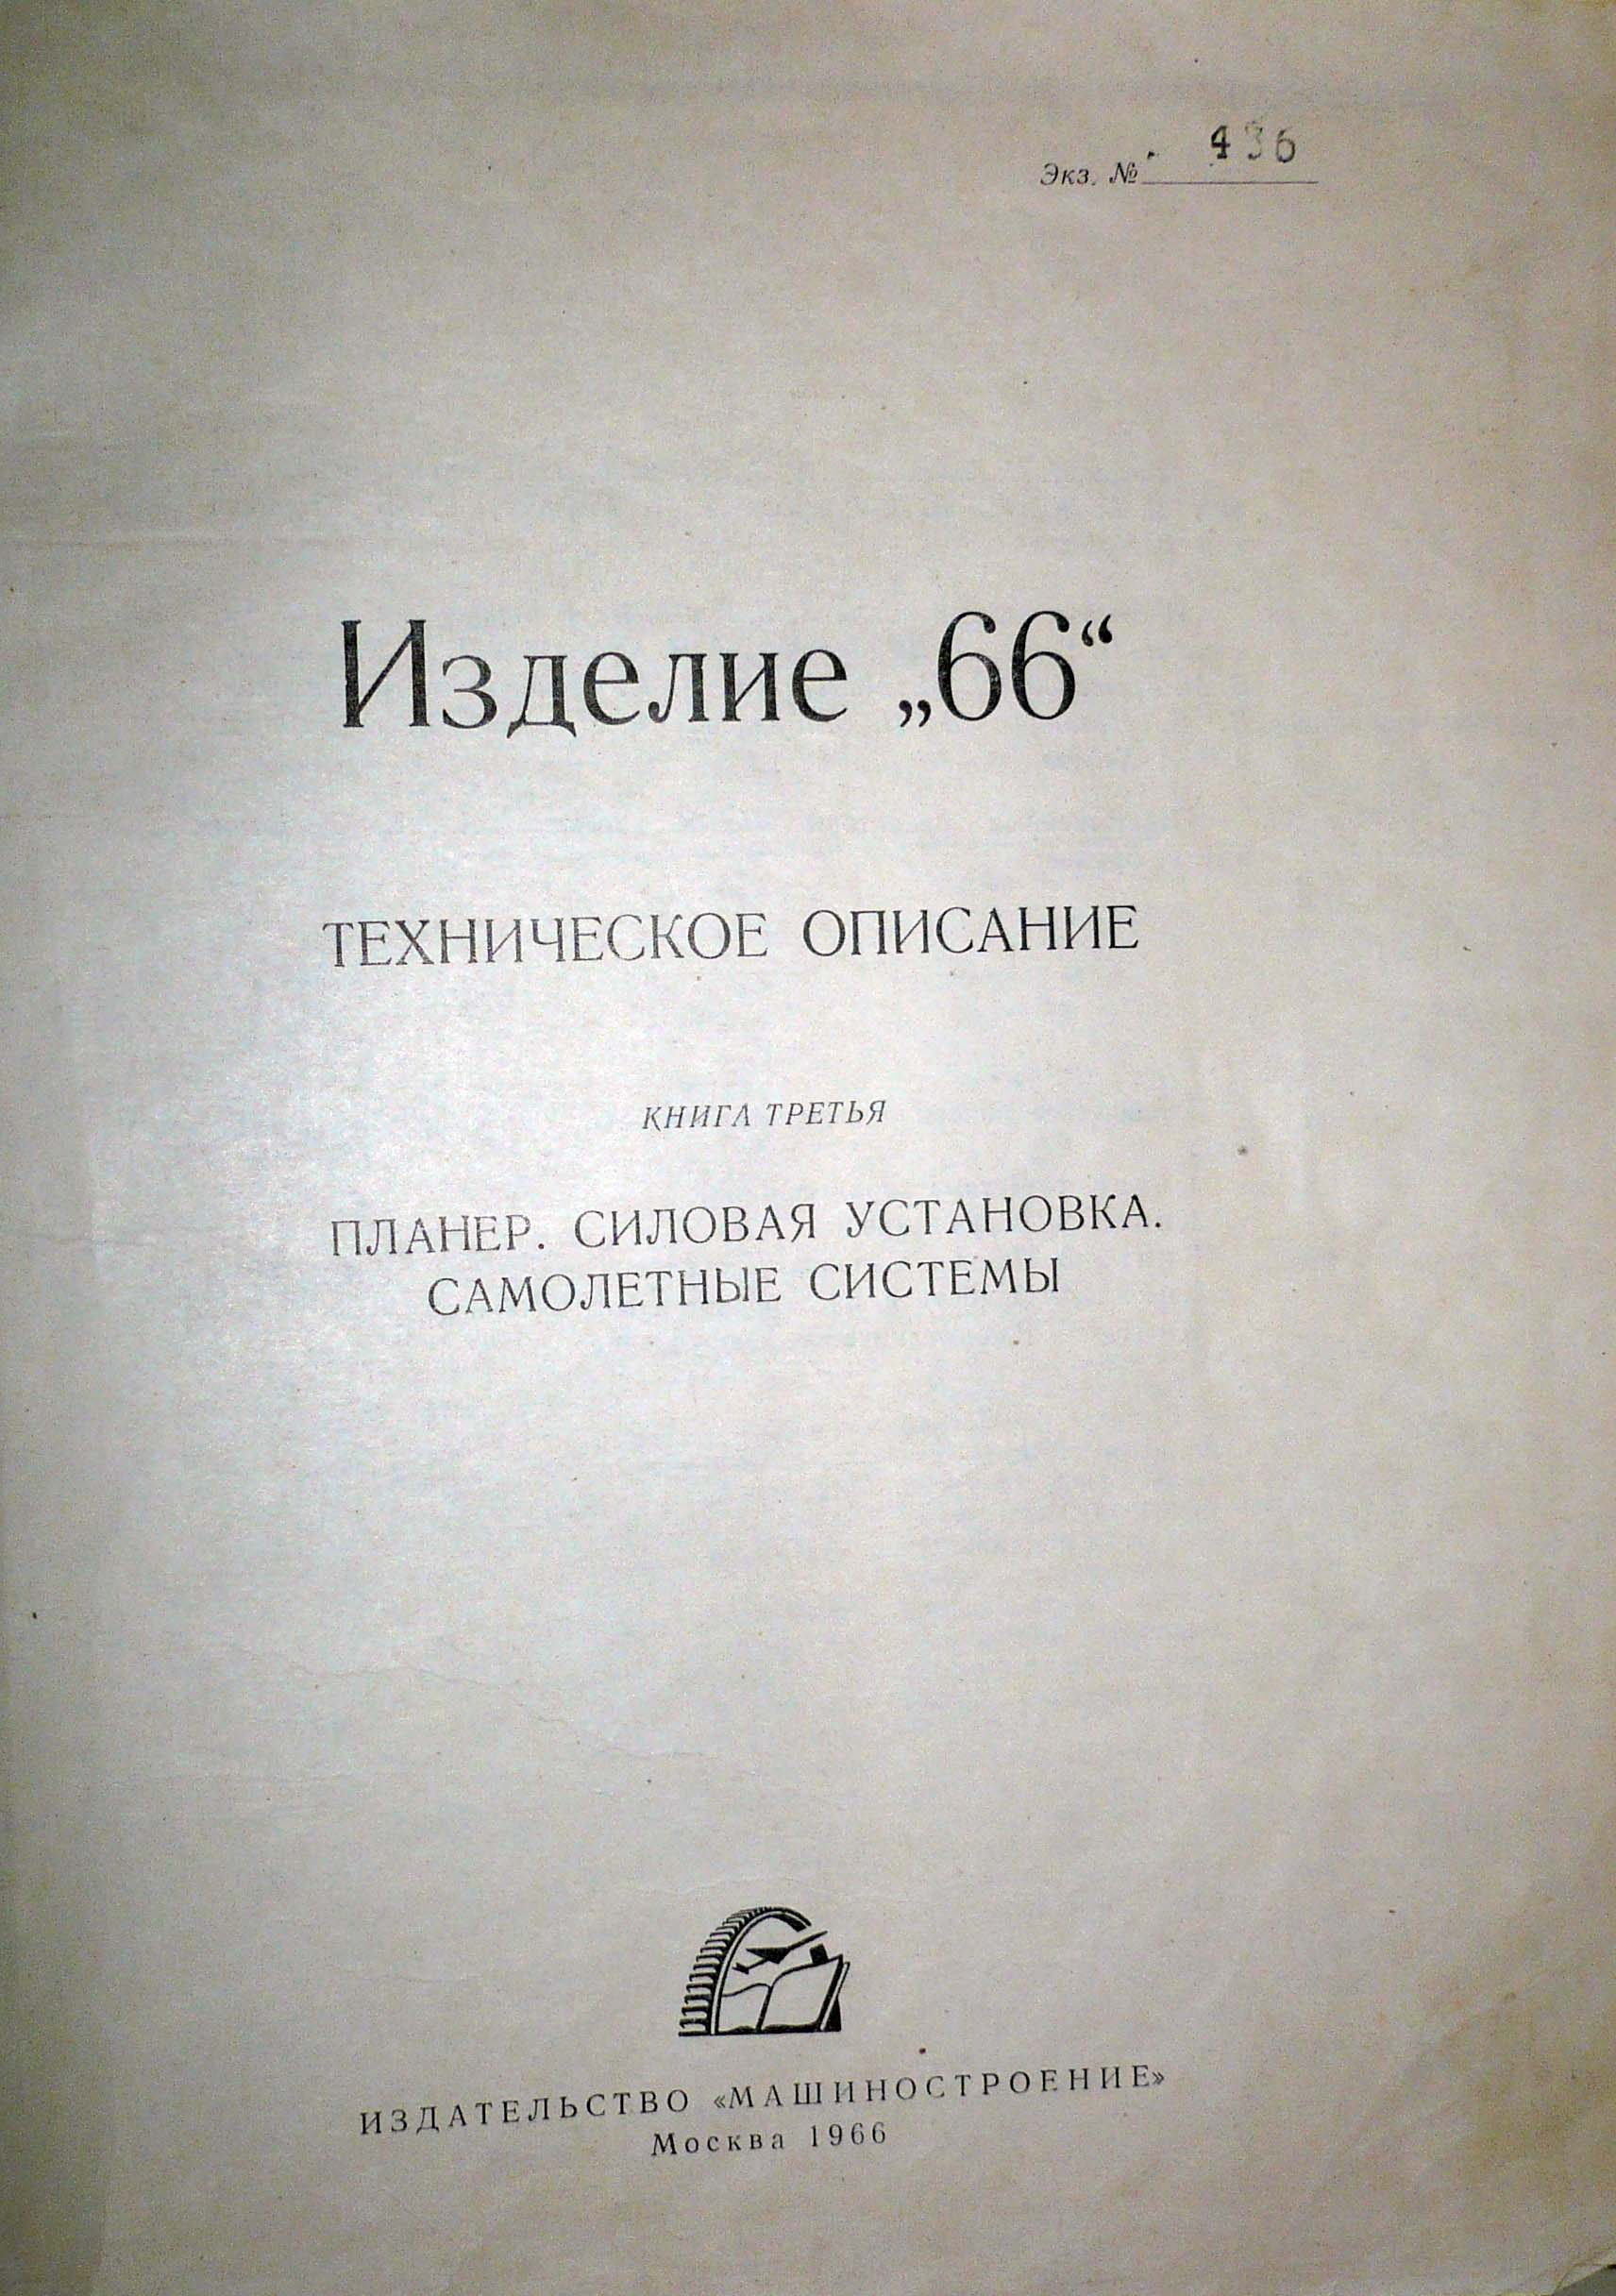 Экз. № 436
Изделие „66“
ТЕХНИЧЕСКОЕ ОПИСАНИЕ
КНИГА ТРЕТЬЯ
ПЛАНЕР. СИЛОВАЯ УСТАНОВКА.
САМОЛЕТНЫЕ СИСТЕМЫ
ИЗДАТЕЛЬСТВО «МАШИНОСТРОЕНИЕ»
Москва 1966